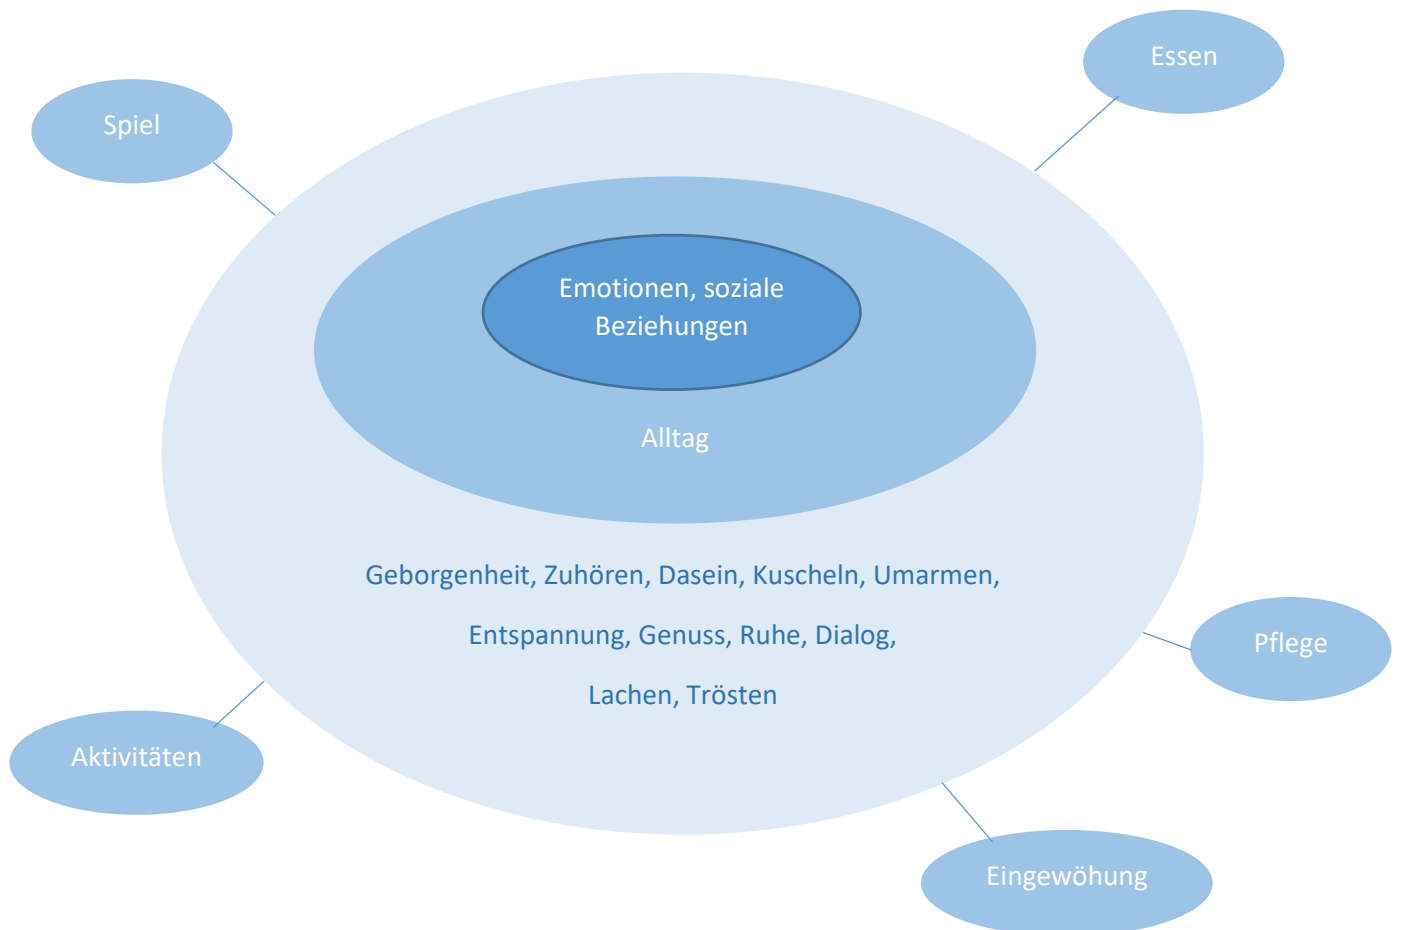 Essen
Spiel
Emotionen, soziale
Beziehungen
Alltag
Geborgenheit, Zuhören, Dasein, Kuscheln, Umarmen,
Entspannung, Genuss, Ruhe, Dialog,
Lachen, Trösten
Pflege
Aktivitäten
Eingewöhung